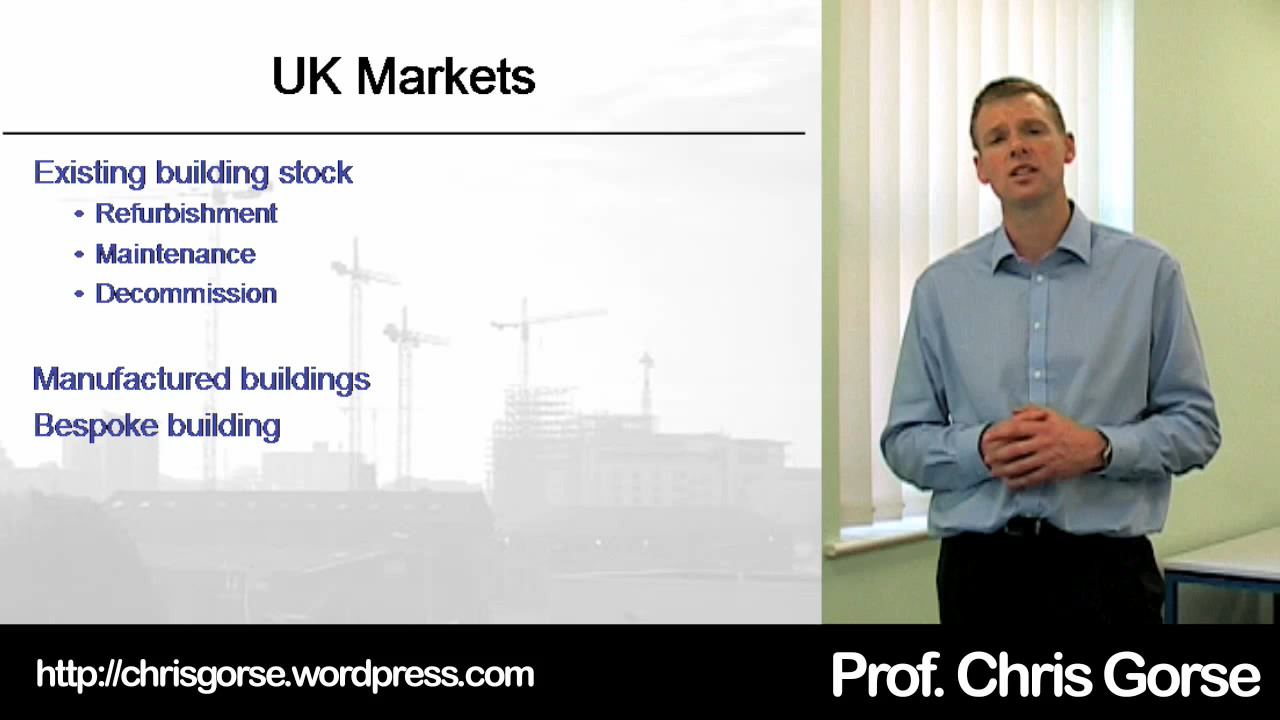 UK Markets
Existing building stock
• Refurbishment
• Maintenance
• Decommission
Manufactured buildings
Bespoke building
http://chrisgorse.wordpress.com
Prof. Chris Gorse